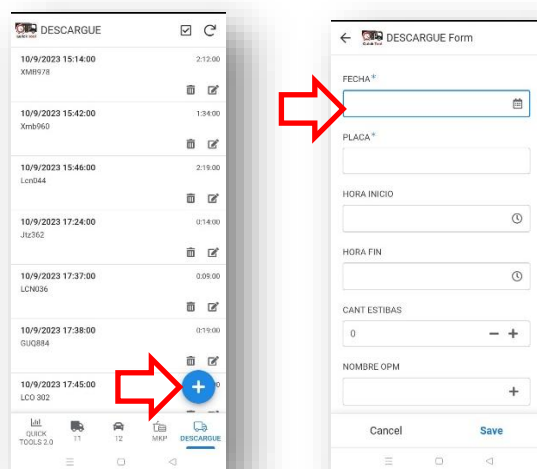 DESCARGUE
10/9/2023 15:14:00 2:12:00
XMB978
10/9/2023 15:42:00 1:34:00
Xmb960
10/9/2023 15:46:00 2:19:00
Lcn044
10/9/2023 17:24:00 0:14:00
Jtz362
10/9/2023 17:37:00 0:09:00
LCN036
10/9/2023 17:38:00 0:19:00
GUQ884
10/9/2023 17:45:00
LCO 302
QUICK
TOOLS 2.0
T1
T2
MKP
DESCARGUE
DESCARGUE Form
FECHA*
PLACA*
HORA INICIO
HORA FIN
CANT ESTIBAS
0
NOMBRE OPM
Cancel Save